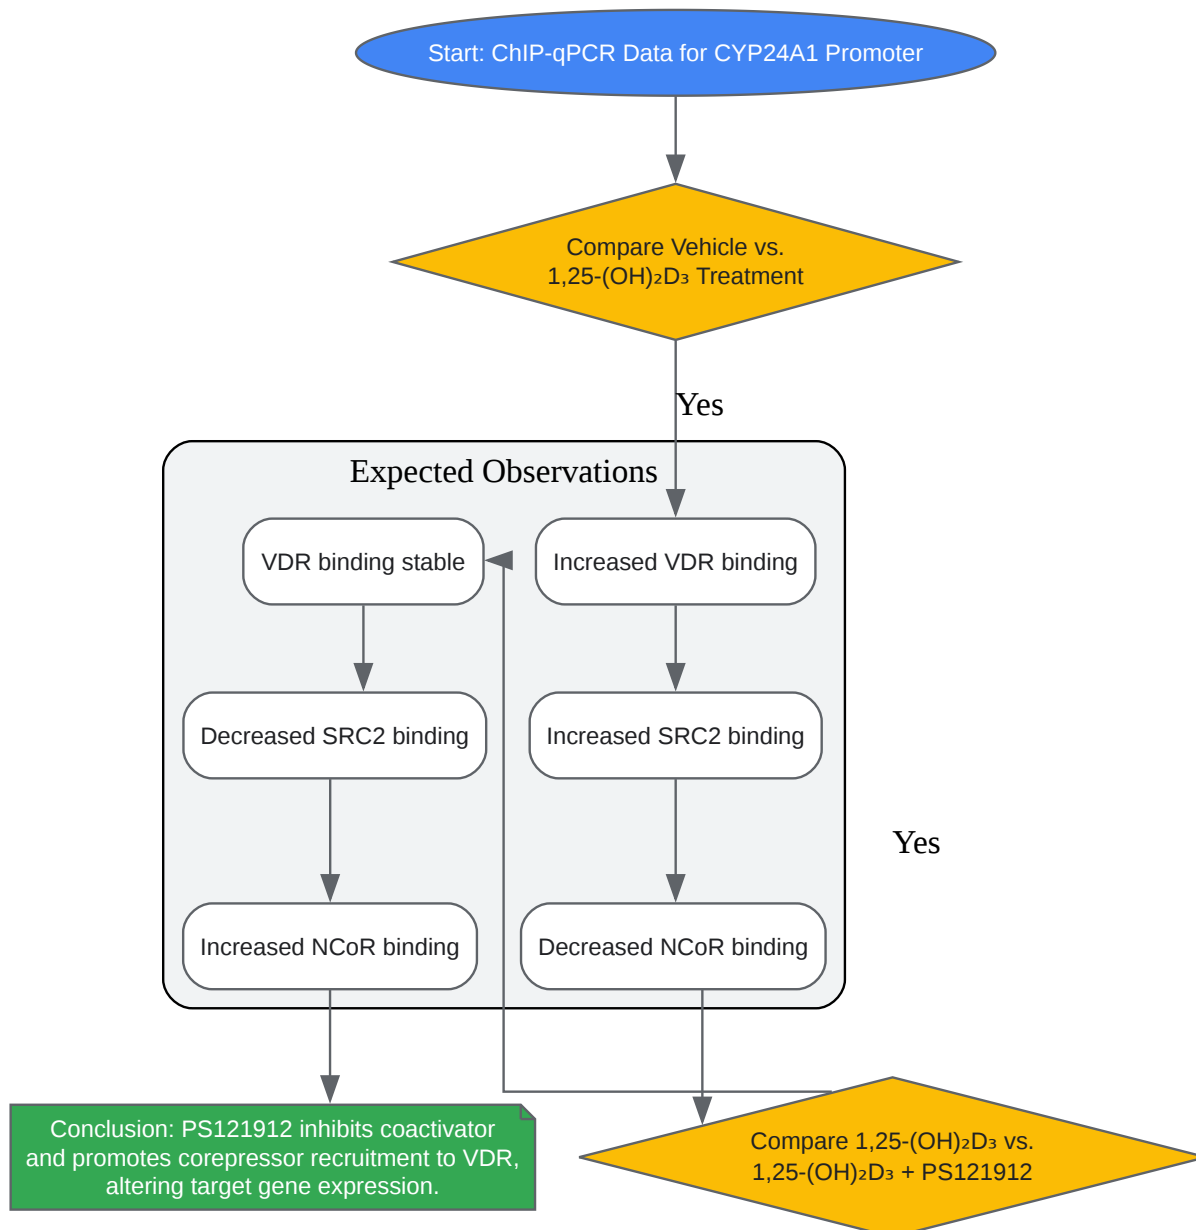 Start: ChIP-qPCR Data for CYP24A1 Promoter
Compare Vehicle vs.
1,25-(OH)₂D₃ Treatment
Yes
Expected Observations
VDR binding stable
Increased VDR binding
Decreased SRC2 binding
Increased SRC2 binding
Yes
Increased NCoR binding
Decreased NCoR binding
Conclusion: PS121912 inhibits coactivator
and promotes corepressor recruitment to VDR,
altering target gene expression.
Compare 1,25-(OH)₂D₃ vs.
1,25-(OH)₂D₃ + PS121912